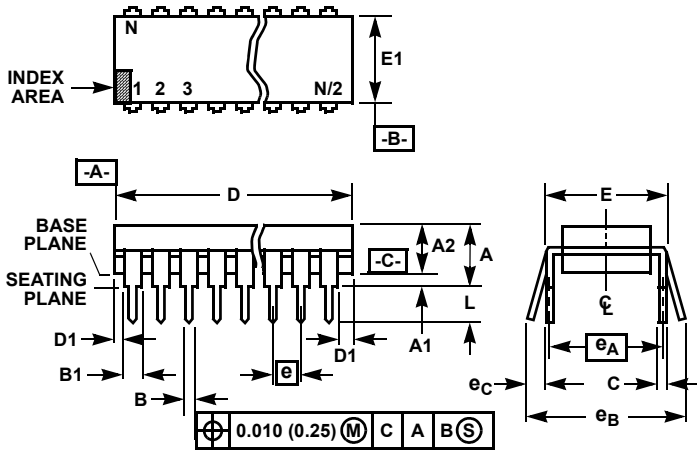 N
E1
INDEX
AREA
1 2 3 N/2
-B-
-A-
D
E
BASE
PLANE
A2
A
-C-
SEATING
PLANE
L
℄
D1
A1
D1
eA
B1
e
eC
C
B
eB
⌖ 0.010 (0.25) Ⓜ C A B Ⓢ